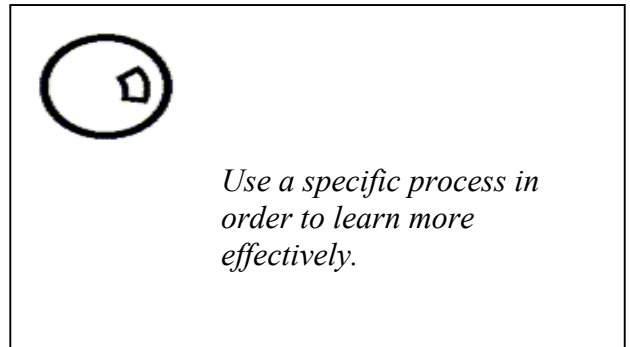 Use a specific process in
order to learn more
effectively.